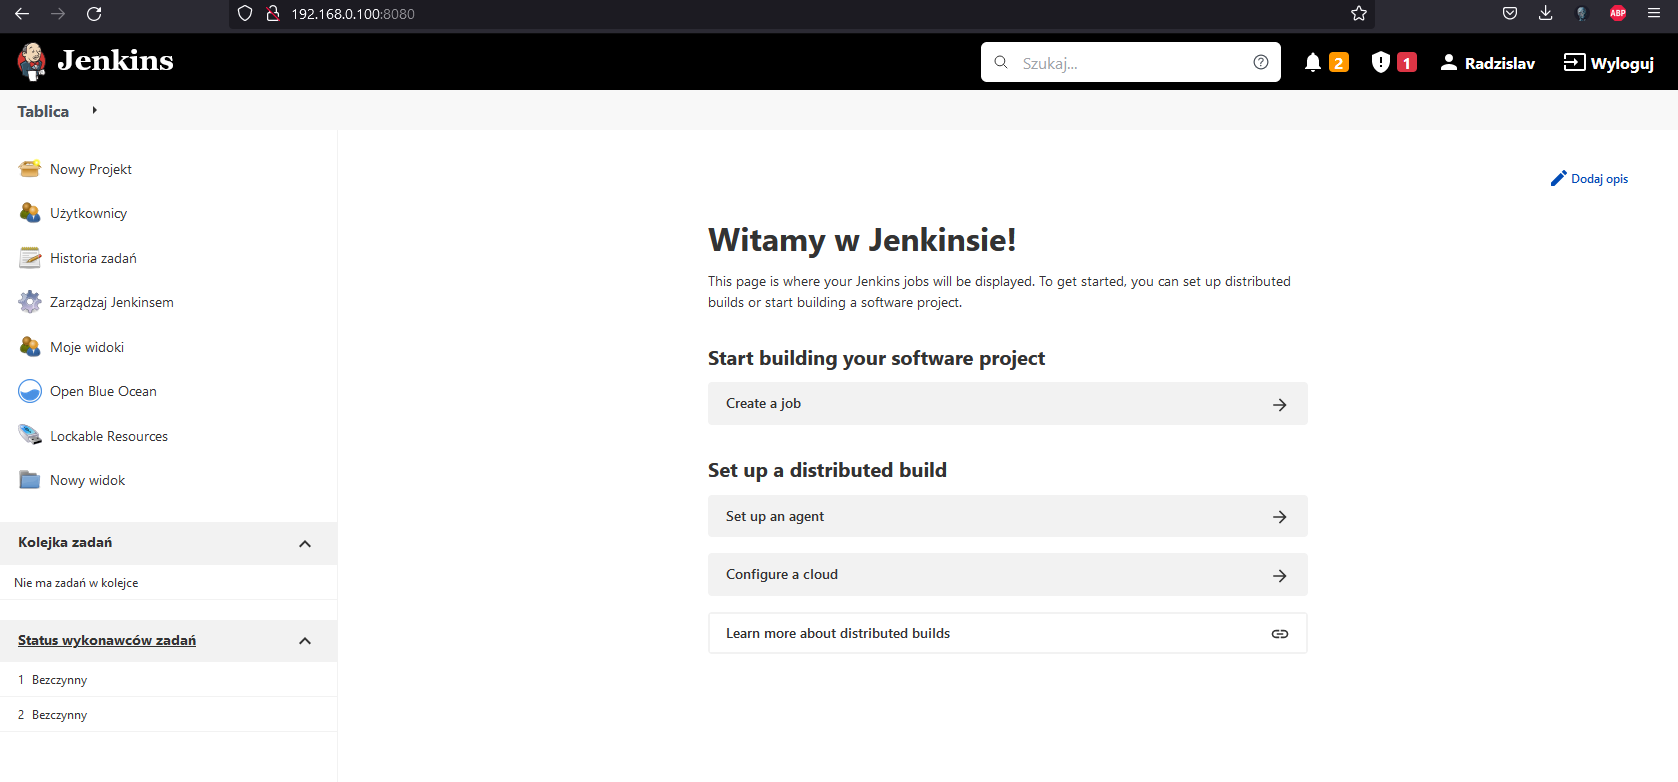 192.168.0.100:8080
ABP
Jenkins
Szukaj...
2
1
Radzislav
Wyloguj
Tablica
Nowy Projekt
Użytkownicy
Historia zadań
Zarządzaj Jenkinsem
Moje widoki
Open Blue Ocean
Lockable Resources
Nowy widok
Kolejka zadań
Nie ma zadań w kolejce
Status wykonawców zadań
1 Bezczynny
2 Bezczynny
Dodaj opis
Witamy w Jenkinsie!
This page is where your Jenkins jobs will be displayed. To get started, you can set up distributed
builds or start building a software project.
Start building your software project
Create a job
Set up a distributed build
Set up an agent
Configure a cloud
Learn more about distributed builds